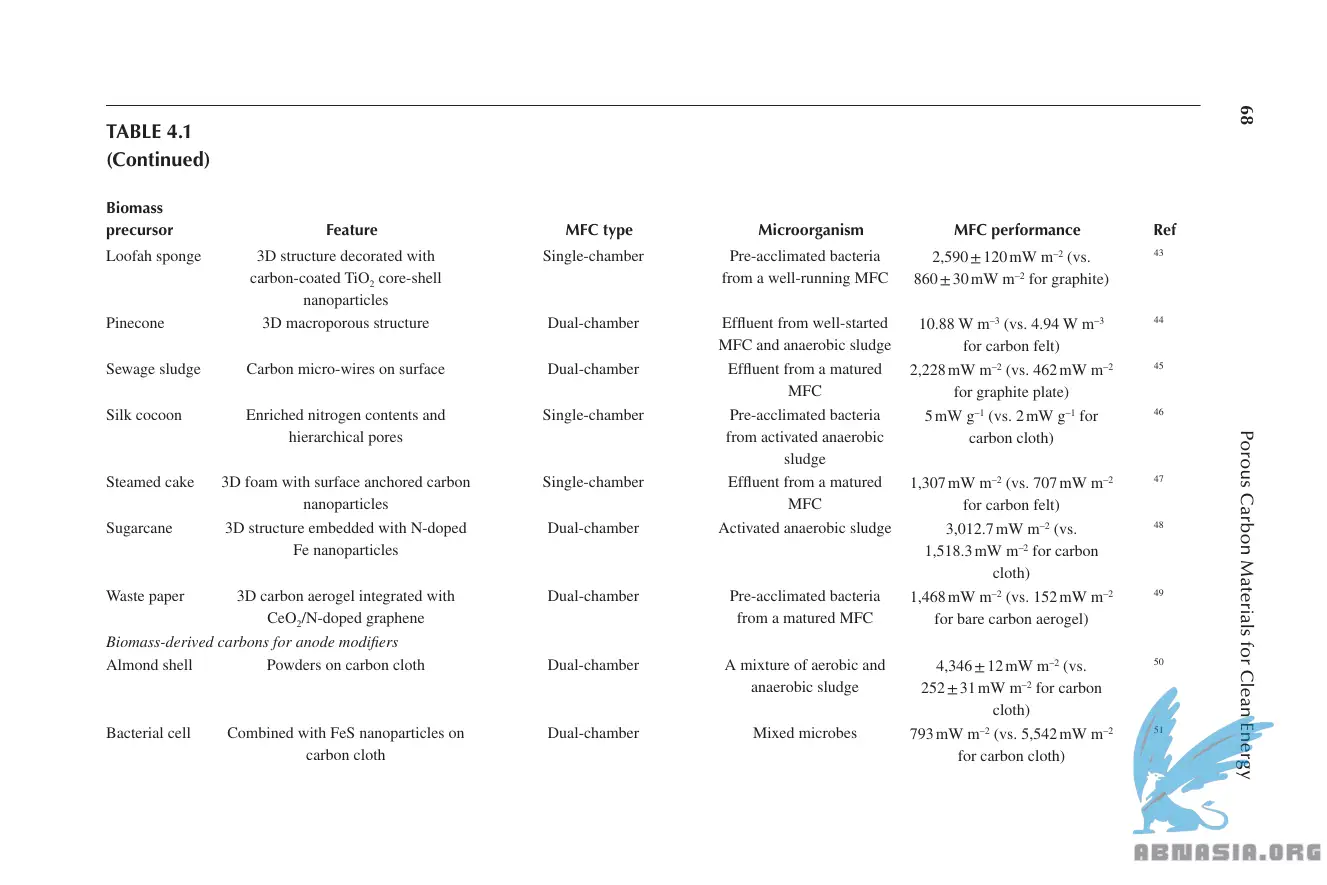 TABLE 4.1
(Continued)
Biomass
precursor Feature MFC type Microorganism MFC performance Ref
Loofah sponge 3D structure decorated with Single-chamber Pre-acclimated bacteria 2,590 ± 120 mW m⁻² (vs. 43
carbon-coated TiO₂ core-shell from a well-running MFC 860 ± 30 mW m⁻² for graphite)
nanoparticles
Pinecone 3D macroporous structure Dual-chamber Effluent from well-started 10.88 W m⁻³ (vs. 4.94 W m⁻³ 44
MFC and anaerobic sludge for carbon felt)
Sewage sludge Carbon micro-wires on surface Dual-chamber Effluent from a matured 2,228 mW m⁻² (vs. 462 mW m⁻² 45
MFC for graphite plate)
Silk cocoon Enriched nitrogen contents and Single-chamber Pre-acclimated bacteria 5 mW g⁻¹ (vs. 2 mW g⁻¹ for 46
hierarchical pores from activated anaerobic carbon cloth)
sludge
Steamed cake 3D foam with surface anchored carbon Single-chamber Effluent from a matured 1,307 mW m⁻² (vs. 707 mW m⁻² 47
nanoparticles MFC for carbon felt)
Sugarcane 3D structure embedded with N-doped Dual-chamber Activated anaerobic sludge 3,012.7 mW m⁻² (vs. 48
Fe nanoparticles 1,518.3 mW m⁻² for carbon
cloth)
Waste paper 3D carbon aerogel integrated with Dual-chamber Pre-acclimated bacteria 1,468 mW m⁻² (vs. 152 mW m⁻² 49
CeO₂/N-doped graphene from a matured MFC for bare carbon aerogel)
Biomass-derived carbons for anode modifiers
Almond shell Powders on carbon cloth Dual-chamber A mixture of aerobic and 4,346 ± 12 mW m⁻² (vs. 50
anaerobic sludge 252 ± 31 mW m⁻² for carbon
cloth)
Bacterial cell Combined with FeS nanoparticles on Dual-chamber Mixed microbes 793 mW m⁻² (vs. 5,542 mW m⁻² 51
carbon cloth for carbon cloth)
68
Porous Carbon Materials for Clean Energy
ABNASIA.ORG